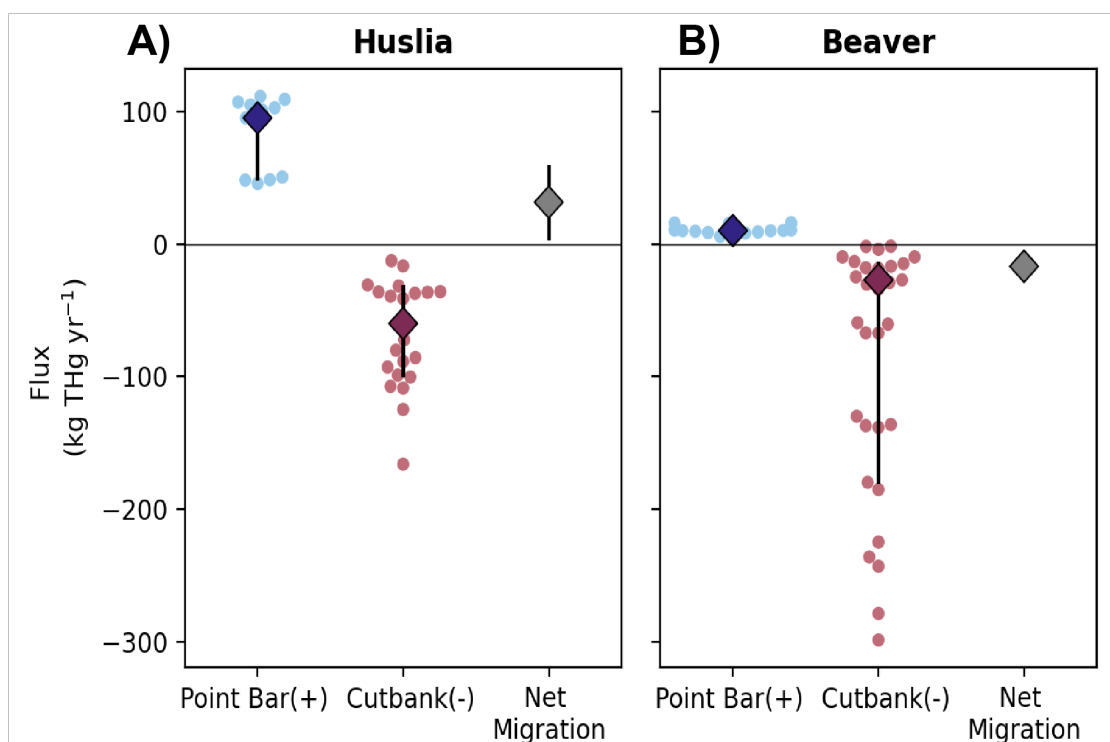 A) Huslia
B) Beaver
Flux
(kg THg yr⁻¹)
100
0
−100
−200
−300
Point Bar(+)
Cutbank(-)
Net
Migration
Point Bar(+)
Cutbank(-)
Net
Migration